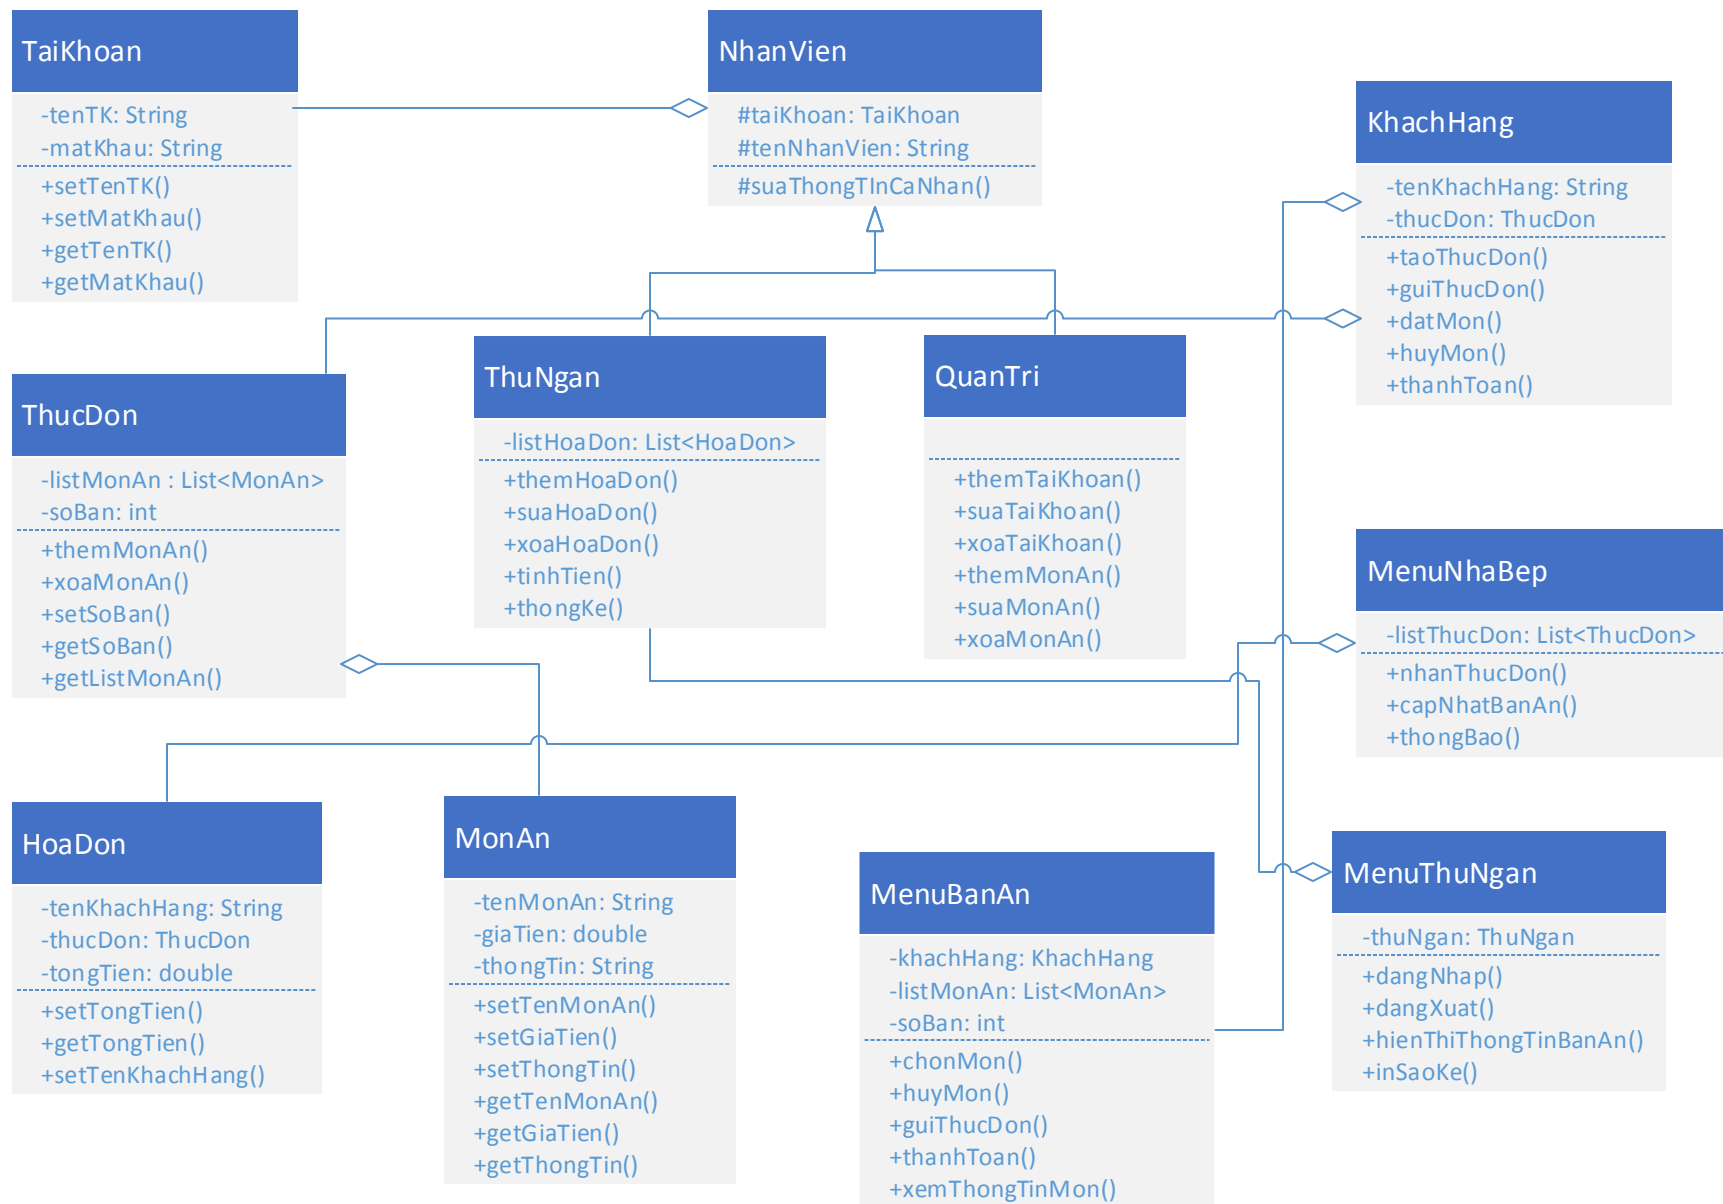 TaiKhoan
-tenTK: String
-matKhau: String
+setTenTK()
+setMatKhau()
+getTenTK()
+getMatKhau()
NhanVien
#taiKhoan: TaiKhoan
#tenNhanVien: String
#suaThongTInCaNhan()
KhachHang
-tenKhachHang: String
-thucDon: ThucDon
+taoThucDon()
+guiThucDon()
+datMon()
+huyMon()
+thanhToan()
ThucDon
-listMonAn : List<MonAn>
-soBan: int
+themMonAn()
+xoaMonAn()
+setSoBan()
+getSoBan()
+getListMonAn()
ThuNgan
-listHoaDon: List<HoaDon>
+themHoaDon()
+suaHoaDon()
+xoaHoaDon()
+tinhTien()
+thongKe()
QuanTri
+themTaiKhoan()
+suaTaiKhoan()
+xoaTaiKhoan()
+themMonAn()
+suaMonAn()
+xoaMonAn()
MenuNhaBep
-listThucDon: List<ThucDon>
+nhanThucDon()
+capNhatBanAn()
+thongBao()
HoaDon
-tenKhachHang: String
-thucDon: ThucDon
-tongTien: double
+setTongTien()
+getTongTien()
+setTenKhachHang()
MonAn
-tenMonAn: String
-giaTien: double
-thongTin: String
+setTenMonAn()
+setGiaTien()
+setThongTin()
+getTenMonAn()
+getGiaTien()
+getThongTin()
MenuBanAn
-khachHang: KhachHang
-listMonAn: List<MonAn>
-soBan: int
+chonMon()
+huyMon()
+guiThucDon()
+thanhToan()
+xemThongTinMon()
MenuThuNgan
-thuNgan: ThuNgan
+dangNhap()
+dangXuat()
+hienThiThongTinBanAn()
+inSaoKe()